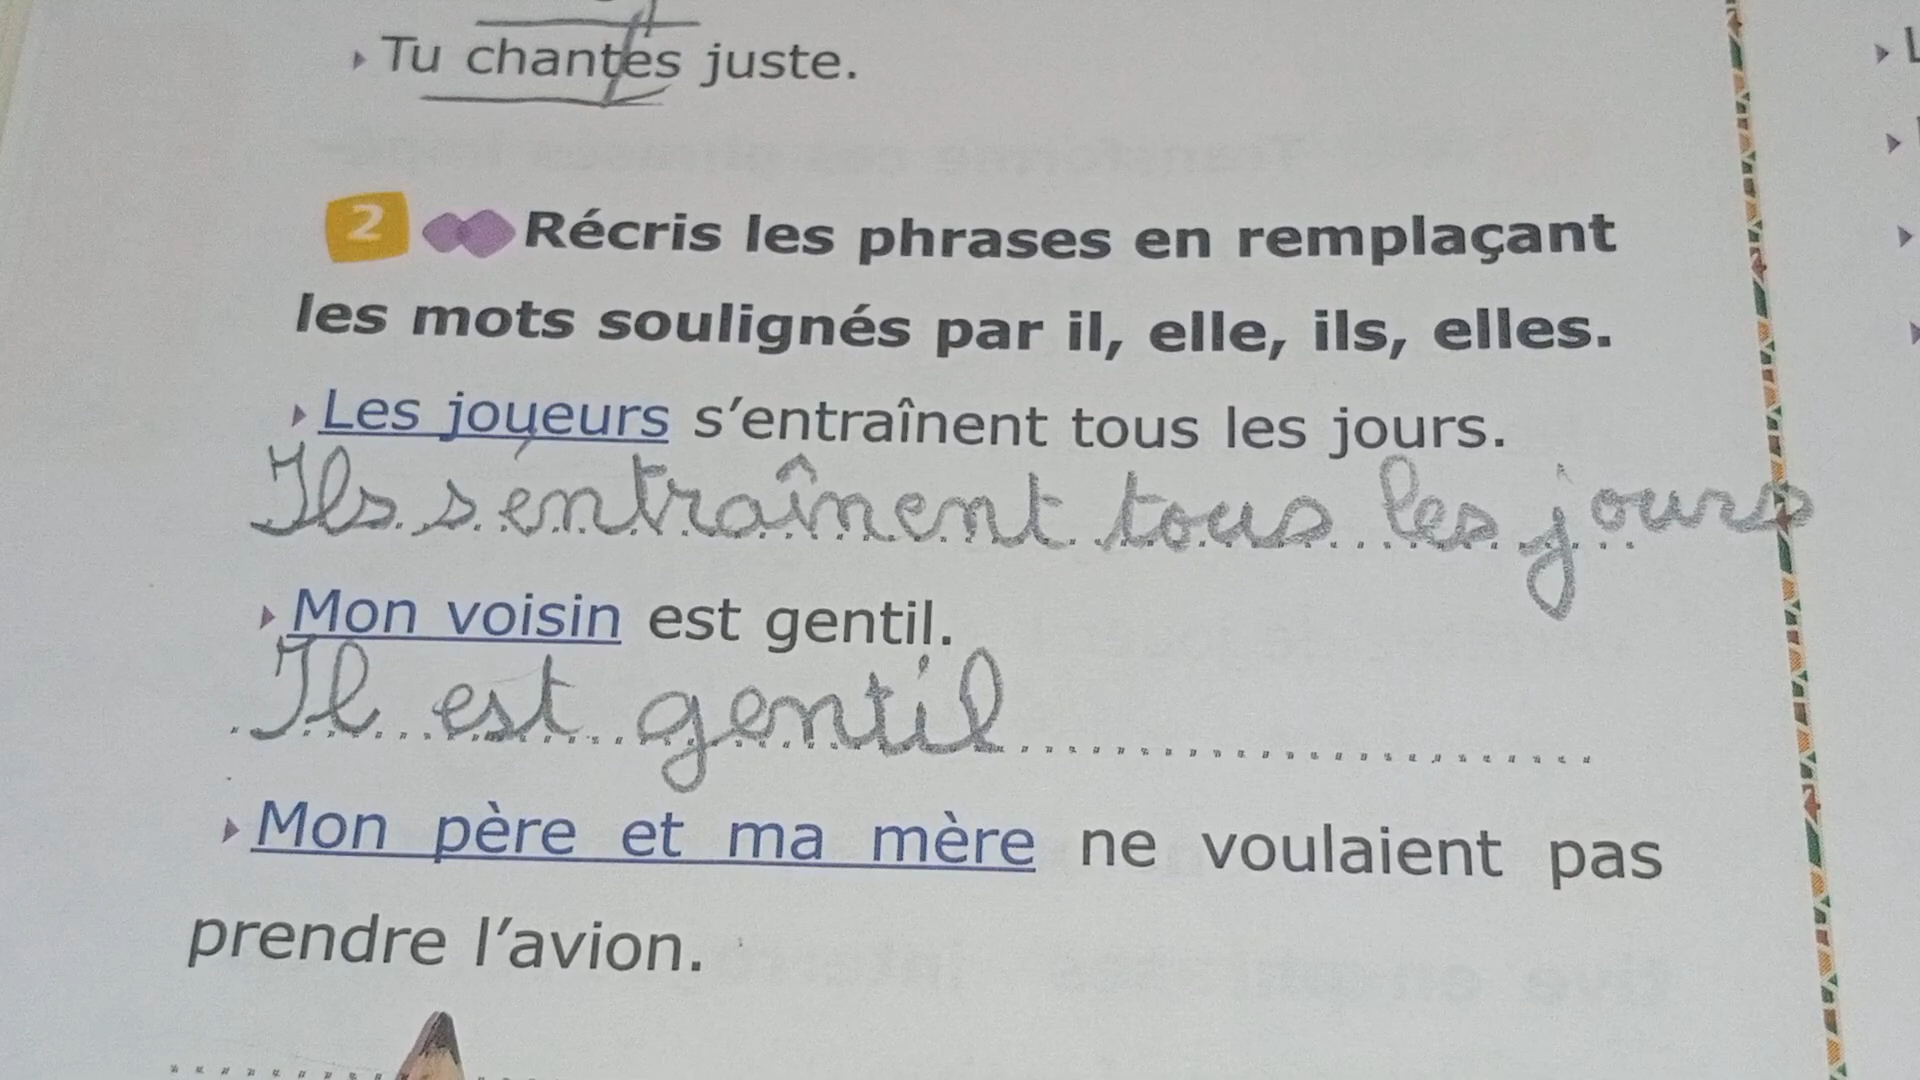 Tu chantes juste.
2 Récris les phrases en remplaçant
les mots soulignés par il, elle, ils, elles.
Les joueurs s'entraînent tous les jours.
Ils s'entraînent tous les jours
Mon voisin est gentil.
Il est gentil
Mon père et ma mère ne voulaient pas
prendre l'avion.